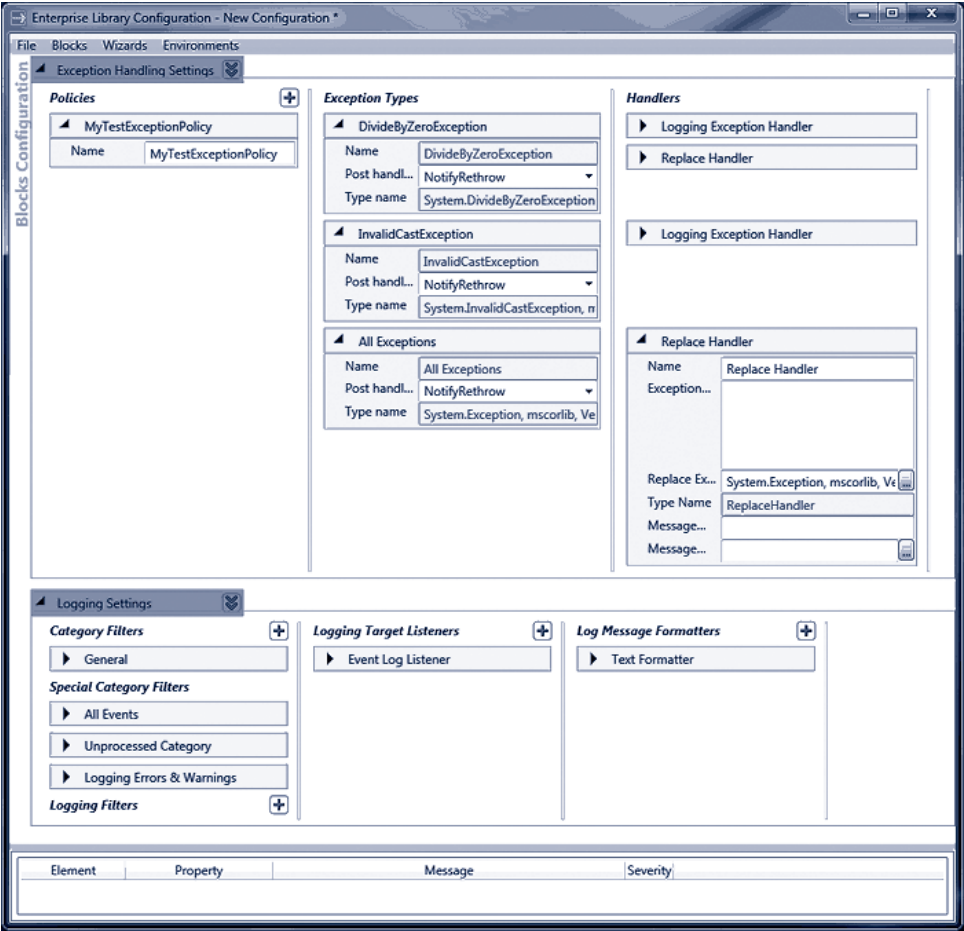 Enterprise Library Configuration - New Configuration *
File Blocks Wizards Environments
Blocks Configuration
Exception Handling Settings
Policies
MyTestExceptionPolicy
Name MyTestExceptionPolicy
Exception Types
DivideByZeroException
Name DivideByZeroException
Post handl... NotifyRethrow
Type name System.DivideByZeroException
InvalidCastException
Name InvalidCastException
Post handl... NotifyRethrow
Type name System.InvalidCastException, m
All Exceptions
Name All Exceptions
Post handl... NotifyRethrow
Type name System.Exception, mscorlib, Ve
Handlers
Logging Exception Handler
Replace Handler
Logging Exception Handler
Replace Handler
Name Replace Handler
Exception...
Replace Ex... System.Exception, mscorlib, Ve
Type Name ReplaceHandler
Message...
Message...
Logging Settings
Category Filters
General
Special Category Filters
All Events
Unprocessed Category
Logging Errors & Warnings
Logging Filters
Logging Target Listeners
Event Log Listener
Log Message Formatters
Text Formatter
Element Property Message Severity